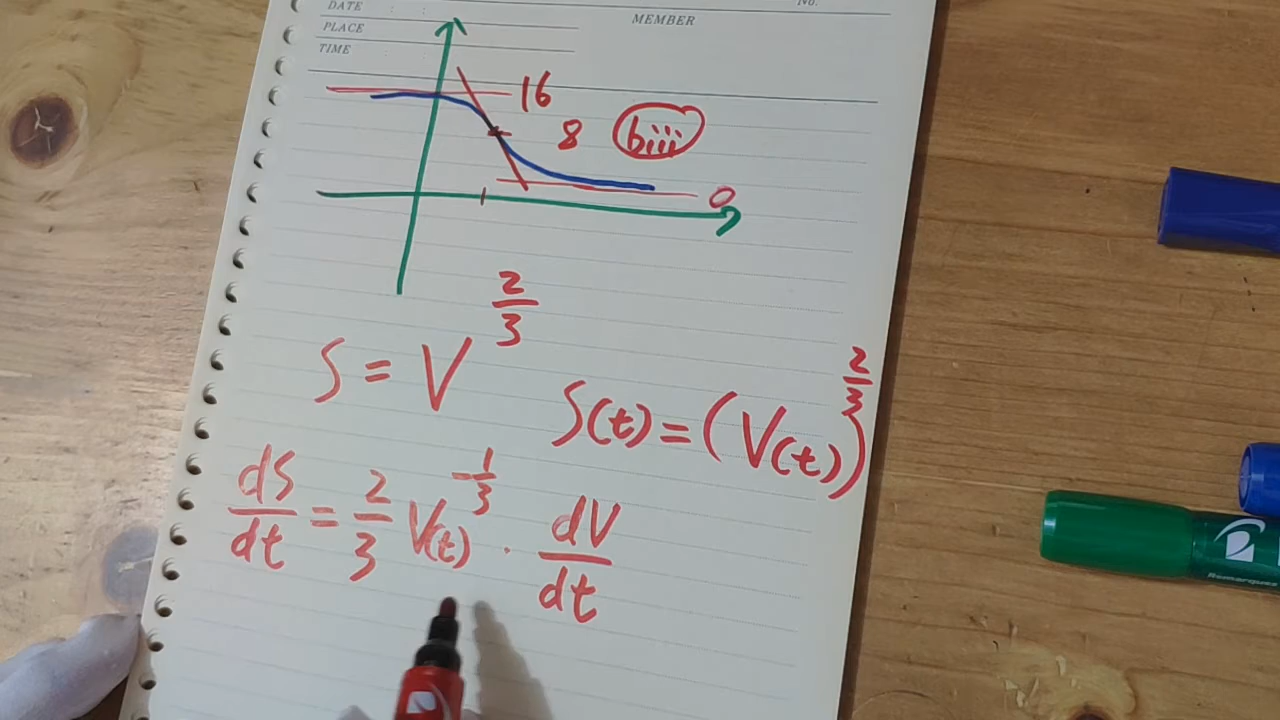 No.
DATE : :
MEMBER
PLACE
TIME
16
8 biii
0
S = V^{2/3}
S(t) = (V(t))^{2/3}
dS/dt = 2/3 V(t)^{-1/3} · dV/dt